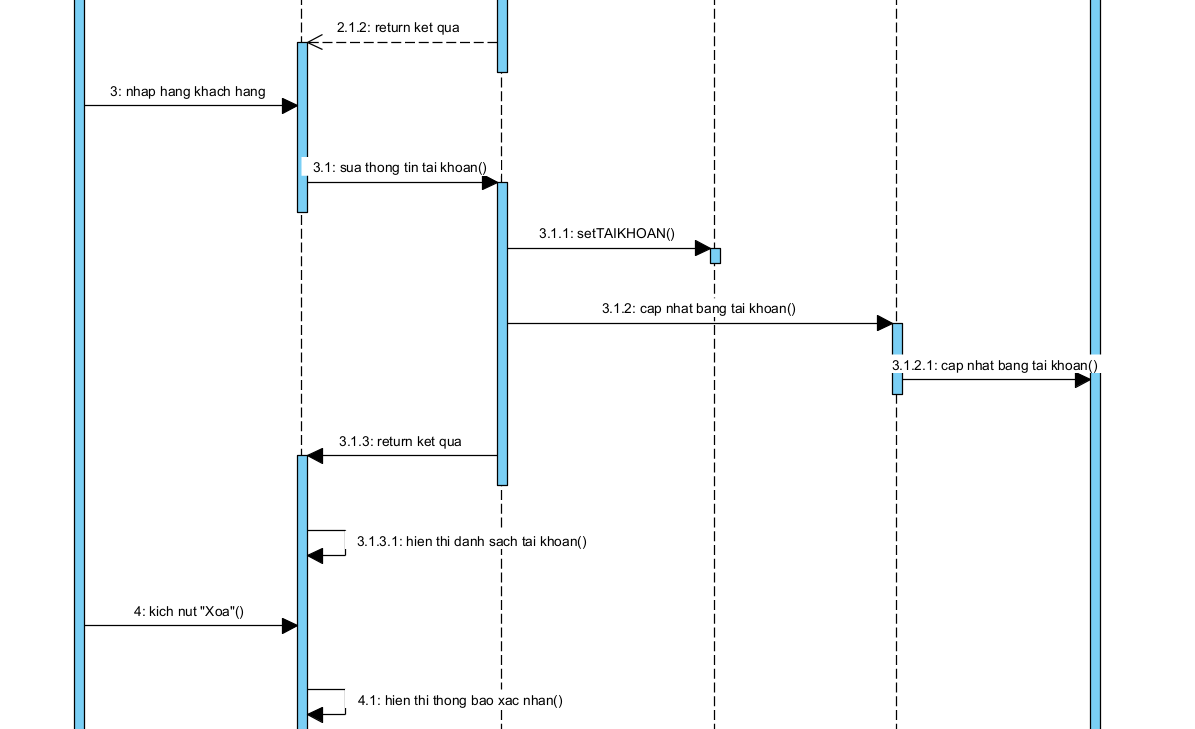 2.1.2: return ket qua
3: nhap hang khach hang
3.1: sua thong tin tai khoan()
3.1.1: setTAIKHOAN()
3.1.2: cap nhat bang tai khoan()
3.1.2.1: cap nhat bang tai khoan()
3.1.3: return ket qua
3.1.3.1: hien thi danh sach tai khoan()
4: kich nut "Xoa"()
4.1: hien thi thong bao xac nhan()